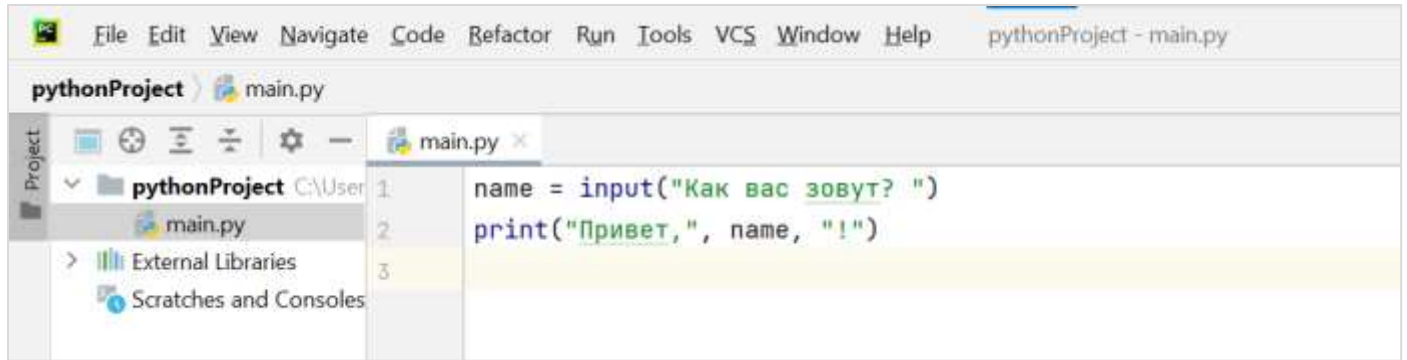 PC File Edit View Navigate Code Refactor Run Tools VCS Window Help pythonProject - main.py
pythonProject main.py
Project
main.py
pythonProject C:\User
main.py
External Libraries
Scratches and Consoles
1 name = input("Как вас зовут? ")
2 print("Привет,", name, "!")
3